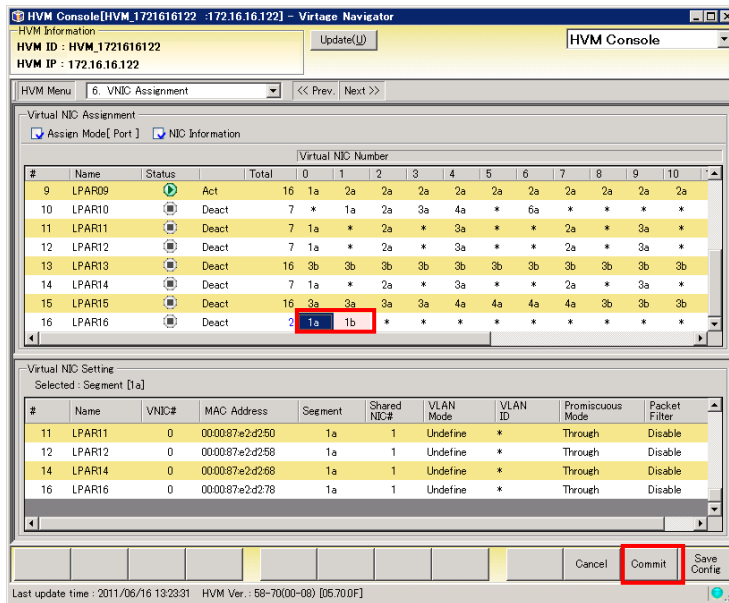 HVM Console[HVM_1721616122 :172.16.16.122] - Virtage Navigator
HVM Information
HVM ID : HVM_1721616122
HVM IP : 172.16.16.122
Update(U)
HVM Console
HVM Menu 6. VNIC Assignment << Prev. Next >>
Virtual NIC Assignment
Assign Mode[ Port ] NIC Information
Virtual NIC Number
# Name Status Total 0 1 2 3 4 5 6 7 8 9 10
9 LPAR09 Act 16 1a 2a 2a 2a 2a 2a 2a 2a 2a 2a 2a
10 LPAR10 Deact 7 * 1a 2a 3a 4a * 6a * * * *
11 LPAR11 Deact 7 1a * 2a * 3a * * 2a * 3a *
12 LPAR12 Deact 7 1a * 2a * 3a * * 2a * 3a *
13 LPAR13 Deact 16 3b 3b 3b 3b 3b 3b 3b 3b 3b 3b 3b
14 LPAR14 Deact 7 1a * 2a * 3a * * 2a * 3a *
15 LPAR15 Deact 16 3a 3a 3a 3a 4a 4a 4a 4a 3b 3b 3b
16 LPAR16 Deact 2 1a 1b * * * * * * * * *
Virtual NIC Setting
Selected : Segment [1a]
# Name VNIC# MAC Address Segment Shared NIC# VLAN Mode VLAN ID Promiscuous Mode Packet Filter
11 LPAR11 0 00:00:87:e2:d2:50 1a 1 Undefine * Through Disable
12 LPAR12 0 00:00:87:e2:d2:58 1a 1 Undefine * Through Disable
14 LPAR14 0 00:00:87:e2:d2:68 1a 1 Undefine * Through Disable
16 LPAR16 0 00:00:87:e2:d2:78 1a 1 Undefine * Through Disable
Cancel Commit Save Config
Last update time : 2011/06/16 13:23:31 HVM Ver. : 58-70(00-08) [05.70.0F]